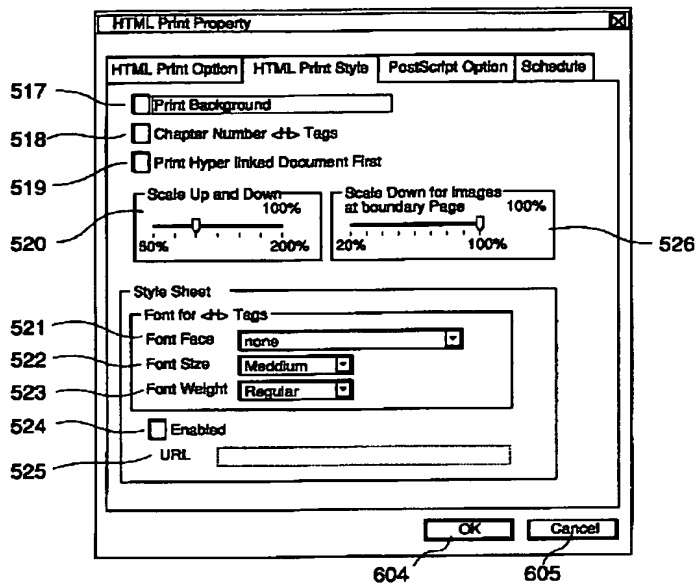 HTML Print Property
HTML Print Option HTML Print Style PostScript Option Schedule
517 Print Background
518 Chapter Number <H> Tags
519 Print Hyper linked Document First
Scale Up and Down
100%
50% 200%
520
Scale Down for Images
at boundary Page 100%
20% 100%
526
Style Sheet
Font for <H> Tags
521 Font Face none
522 Font Size Meddium
523 Font Weight Regular
524 Enabled
525 URL
OK Cancel
604 605